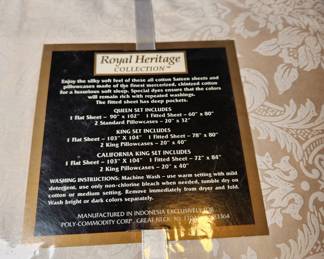 Royal Heritage
COLLECTION™
Enjoy the silky soft feel of these all cotton Sateen sheets and
pillowcases made of the finest mercerized, chintzed cotton
for a luxurious soft sleep. Special dyes ensure that the colors
will remain rich with repeated washings.
The fitted sheet has deep pockets.
QUEEN SET INCLUDES
1 Flat Sheet - 90" x 102" 1 Fitted Sheet - 60" x 80"
2 Standard Pillowcases - 20" x 32"
KING SET INCLUDES
1 Flat Sheet - 103" X 104" 1 Fitted Sheet - 78" x 80"
2 King Pillowcases - 20" x 40"
CALIFORNIA KING SET INCLUDES
1 Flat Sheet - 103" X 104" 1 Fitted Sheet - 72" x 84"
2 King Pillowcases - 20" x 40"
WASHING INSTRUCTIONS: Machine Wash - use warm setting with mild
detergent, use only non-chlorine bleach when needed, tumble dry on
cotton or medium setting. Remove immediately from dryer and fold.
Wash bright or dark colors separately.
MANUFACTURED IN INDONESIA EXCLUSIVELY FOR
POLY-COMMODITY CORP., GREAT NECK, NY